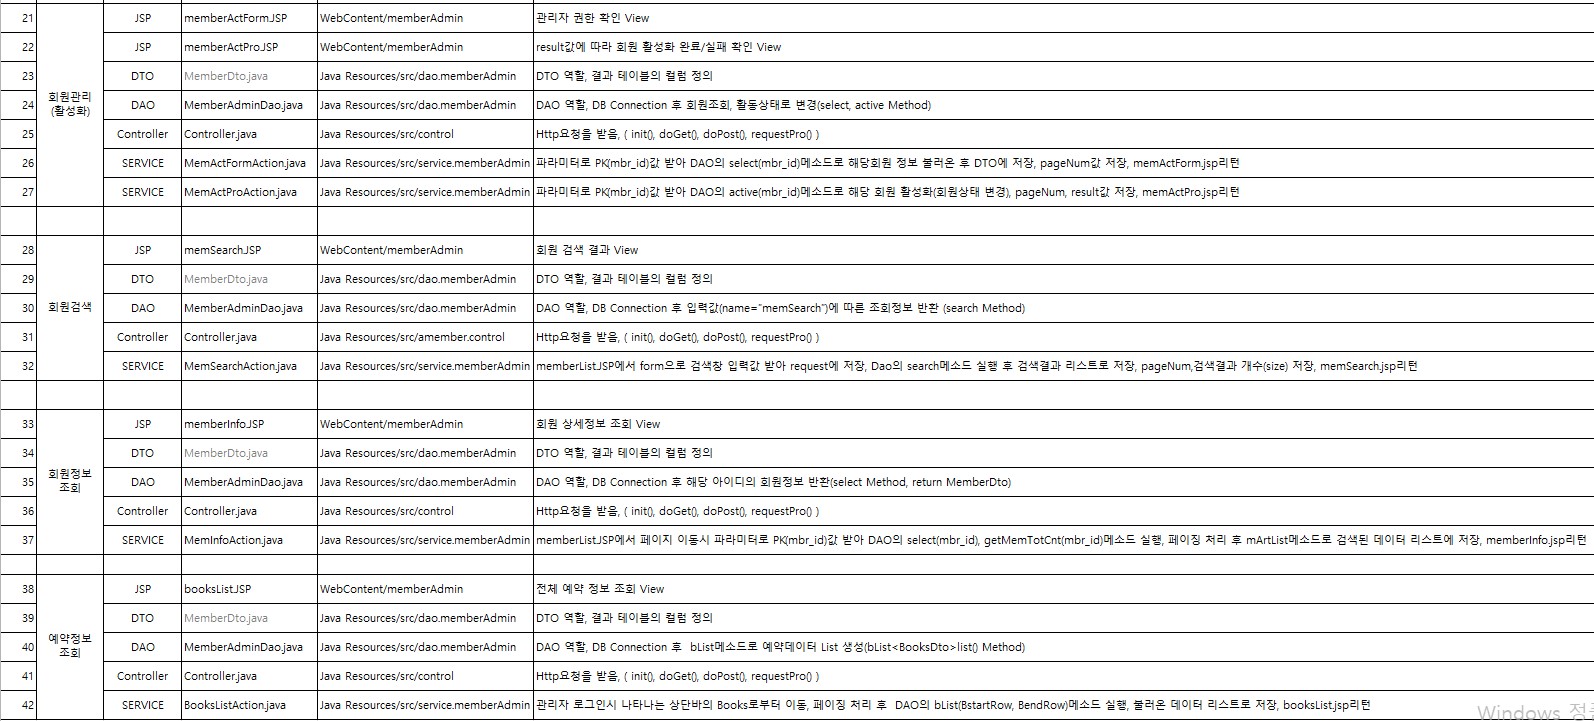 21 JSP memberActForm.JSP WebContent/memberAdmin 관리자 권한 확인 View
22 JSP memberActPro.JSP WebContent/memberAdmin result값에 따라 회원 활성화 완료/실패 확인 View
23 DTO MemberDto.java Java Resources/src/dao.memberAdmin DTO 역할, 결과 테이블의 컬럼 정의
회원관리
(활성화)
24 DAO MemberAdminDao.java Java Resources/src/dao.memberAdmin DAO 역할, DB Connection 후 회원조회, 활동상태로 변경(select, active Method)
25 Controller Controller.java Java Resources/src/control Http요청을 받음, ( init(), doGet(), doPost(), requestPro() )
26 SERVICE MemActFormAction.java Java Resources/src/service.memberAdmin 파라미터로 PK(mbr_id)값 받아 DAO의 select(mbr_id)메소드로 해당회원 정보 불러온 후 DTO에 저장, pageNum값 저장, memActForm.jsp리턴
27 SERVICE MemActProAction.java Java Resources/src/service.memberAdmin 파라미터로 PK(mbr_id)값 받아 DAO의 active(mbr_id)메소드로 해당 회원 활성화(회원상태 변경), pageNum, result값 저장, memActPro.jsp리턴
28 JSP memSearch.JSP WebContent/memberAdmin 회원 검색 결과 View
29 DTO MemberDto.java Java Resources/src/dao.memberAdmin DTO 역할, 결과 테이블의 컬럼 정의
30 회원검색 DAO MemberAdminDao.java Java Resources/src/dao.memberAdmin DAO 역할, DB Connection 후 입력값(name="memSearch")에 따른 조회정보 반환 (search Method)
31 Controller Controller.java Java Resources/src/amember.control Http요청을 받음, ( init(), doGet(), doPost(), requestPro() )
32 SERVICE MemSearchAction.java Java Resources/src/service.memberAdmin memberList.JSP에서 form으로 검색창 입력값 받아 request에 저장, Dao의 search메소드 실행 후 검색결과 리스트로 저장, pageNum,검색결과 개수(size) 저장, memSearch.jsp리턴
33 JSP memberInfo.JSP WebContent/memberAdmin 회원 상세정보 조회 View
34 DTO MemberDto.java Java Resources/src/dao.memberAdmin DTO 역할, 결과 테이블의 컬럼 정의
회원정보
조회
35 DAO MemberAdminDao.java Java Resources/src/dao.memberAdmin DAO 역할, DB Connection 후 해당 아이디의 회원정보 반환(select Method, return MemberDto)
36 Controller Controller.java Java Resources/src/control Http요청을 받음, ( init(), doGet(), doPost(), requestPro() )
37 SERVICE MemInfoAction.java Java Resources/src/service.memberAdmin memberList.JSP에서 페이지 이동시 파라미터로 PK(mbr_id)값 받아 DAO의 select(mbr_id), getMemTotCnt(mbr_id)메소드 실행, 페이징 처리 후 mArtList메소드로 검색된 데이터 리스트에 저장, memberInfo.jsp리턴
38 JSP booksList.JSP WebContent/memberAdmin 전체 예약 정보 조회 View
39 DTO MemberDto.java Java Resources/src/dao.memberAdmin DTO 역할, 결과 테이블의 컬럼 정의
예약정보
조회
40 DAO MemberAdminDao.java Java Resources/src/dao.memberAdmin DAO 역할, DB Connection 후 bList메소드로 예약데이터 List 생성(bList<BooksDto>list() Method)
41 Controller Controller.java Java Resources/src/control Http요청을 받음, ( init(), doGet(), doPost(), requestPro() )
42 SERVICE BooksListAction.java Java Resources/src/service.memberAdmin 관리자 로그인시 나타나는 상단바의 Books로부터 이동, 페이징 처리 후 DAO의 bList(BstartRow, BendRow)메소드 실행, 불러온 데이터 리스트로 저장, booksList.jsp리턴
Windows